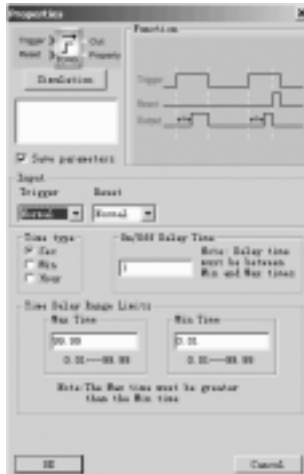 Properties
Trigger Out
Reset Property
Simulation
Save parameters
Function
Trigger
Reset
Output
Input
Trigger Reset
Normal Normal
Time type
Sec
Min
Hour
On/Off Delay Time
1
Note: Delay time
must be between
Min and Max times
Time Delay Range Limits
Max Time
99.99
0.01---99.99
Min Time
0.01
0.01---99.99
Note:The Max time must be greater
than the Min time
OK Cancel